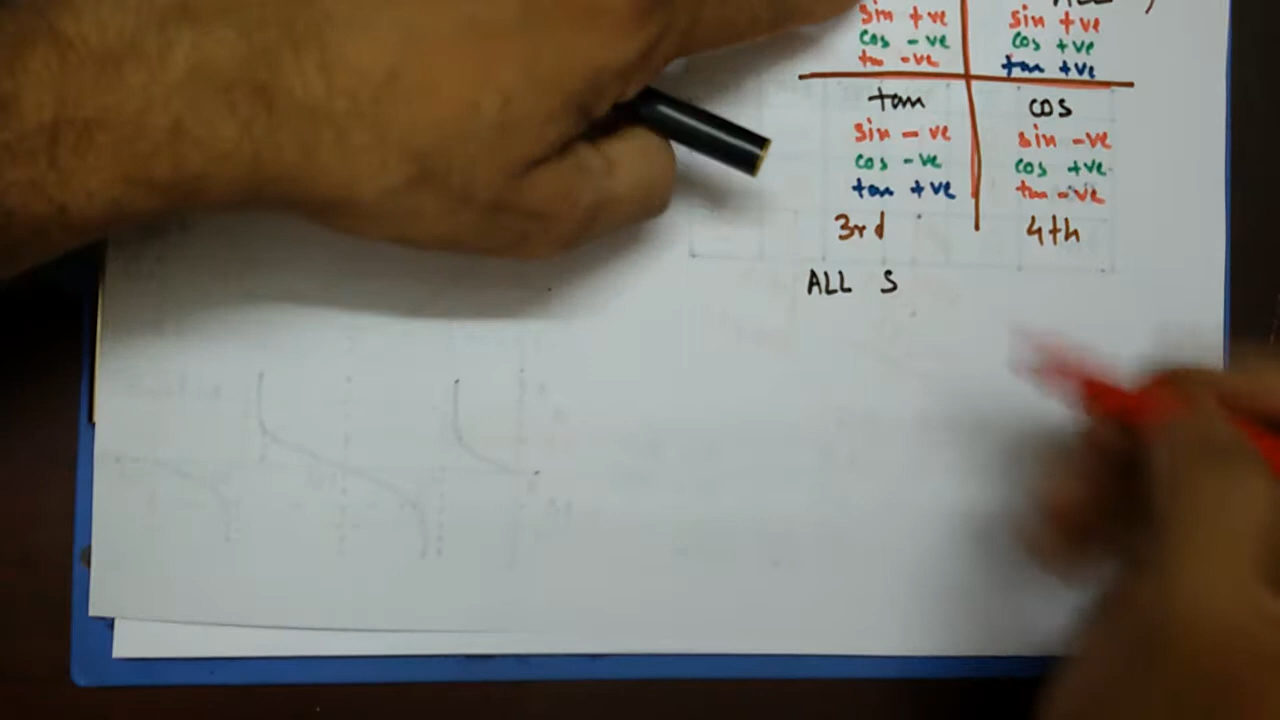 ALL
sin +ve sin +ve
cos -ve cos +ve
tan -ve tan +ve
tan cos
sin - ve sin -ve
cos -ve cos +ve
tan +ve tan -ve
3rd 4th
ALL S